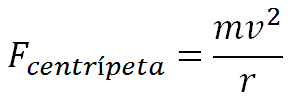 F_centrípeta = mv²/r